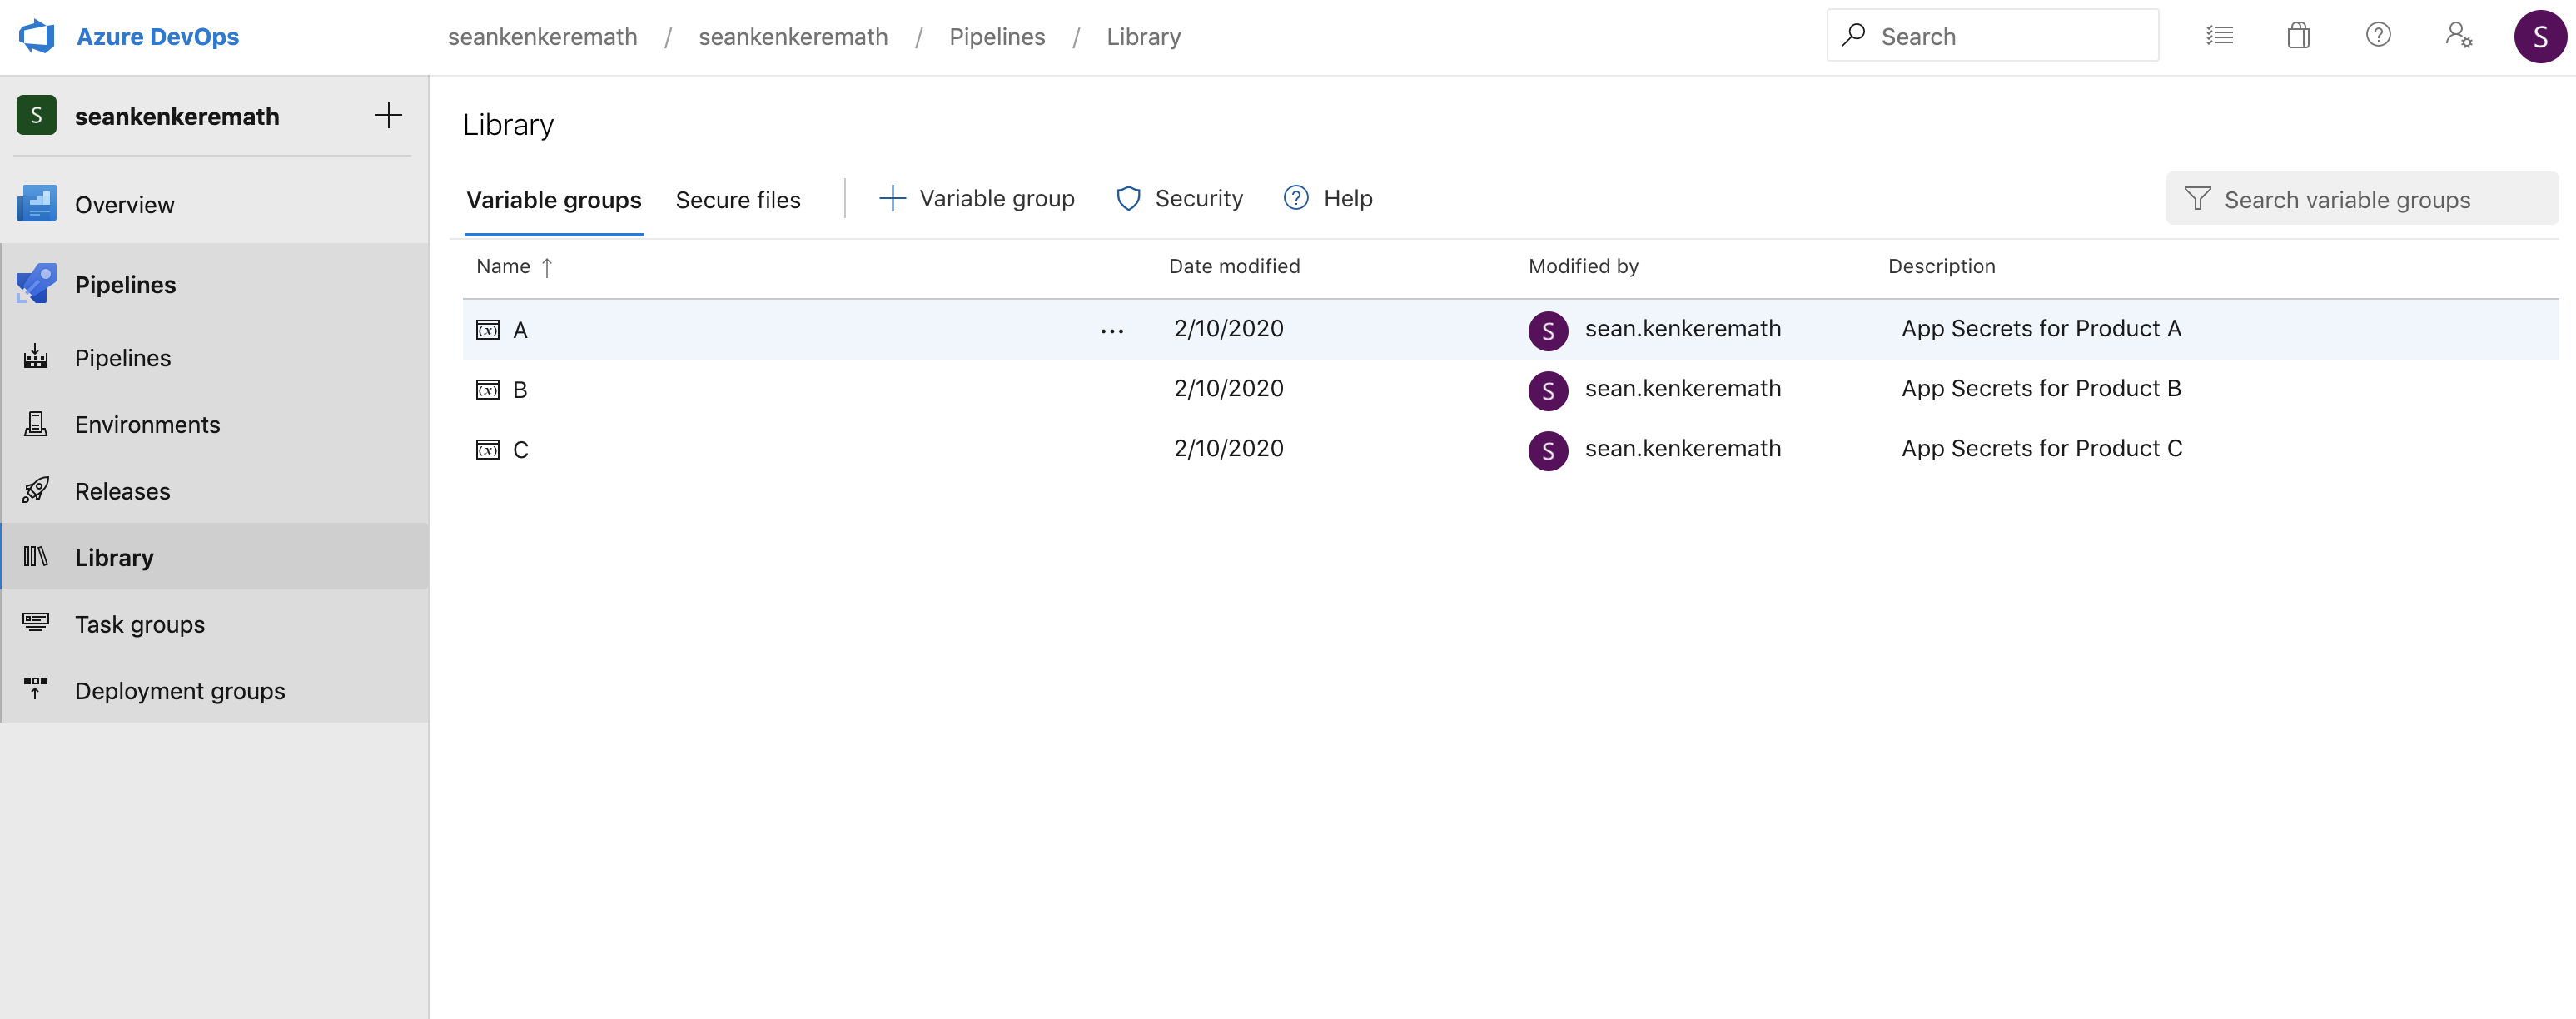 Azure DevOps seankenkeremath / seankenkeremath / Pipelines / Library Search S
S seankenkeremath
Overview
Pipelines
Pipelines
Environments
Releases
Library
Task groups
Deployment groups
Library
Variable groups Secure files Variable group Security ? Help Search variable groups
Name ↑ Date modified Modified by Description
(x) A ... 2/10/2020 S sean.kenkeremath App Secrets for Product A
(x) B 2/10/2020 S sean.kenkeremath App Secrets for Product B
(x) C 2/10/2020 S sean.kenkeremath App Secrets for Product C